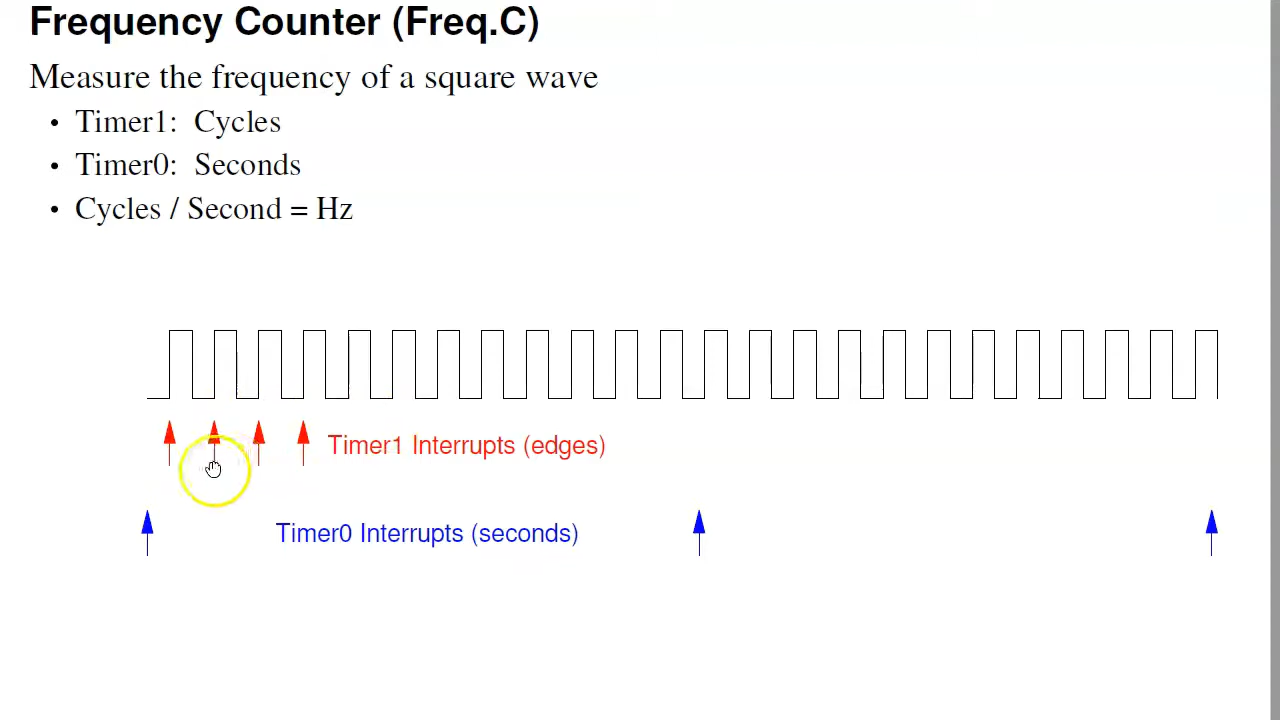 Frequency Counter (Freq.C)
Measure the frequency of a square wave
• Timer1: Cycles
• Timer0: Seconds
• Cycles / Second = Hz
Timer1 Interrupts (edges)
Timer0 Interrupts (seconds)